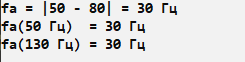 fa = |50 - 80| = 30 Гц
fa(50 Гц)  = 30 Гц
fa(130 Гц) = 30 Гц